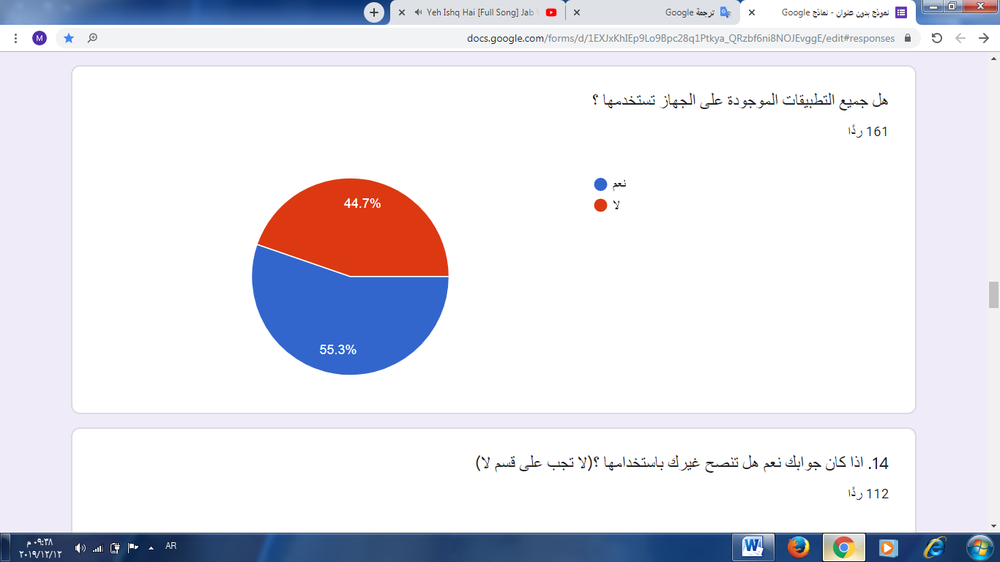 نموذج بدون عنوان - نماذج Google
ترجمة Google
Yeh Ishq Hai [Full Song] Jab
docs.google.com/forms/d/1EXJxKhIEp9Lo9Bpc28q1Ptkya_QRzbf6ni8NOJEvggE/edit#responses
M
هل جميع التطبيقات الموجودة على الجهاز تستخدمها ؟
161 ردًا
نعم
لا
44.7%
55.3%
14. اذا كان جوابك نعم هل تنصح غيرك باستخدامها ؟(لا تجب على قسم لا)
112 ردًا
AR
٠٩:٣٨ م
٢٠١٩/١٢/١٢